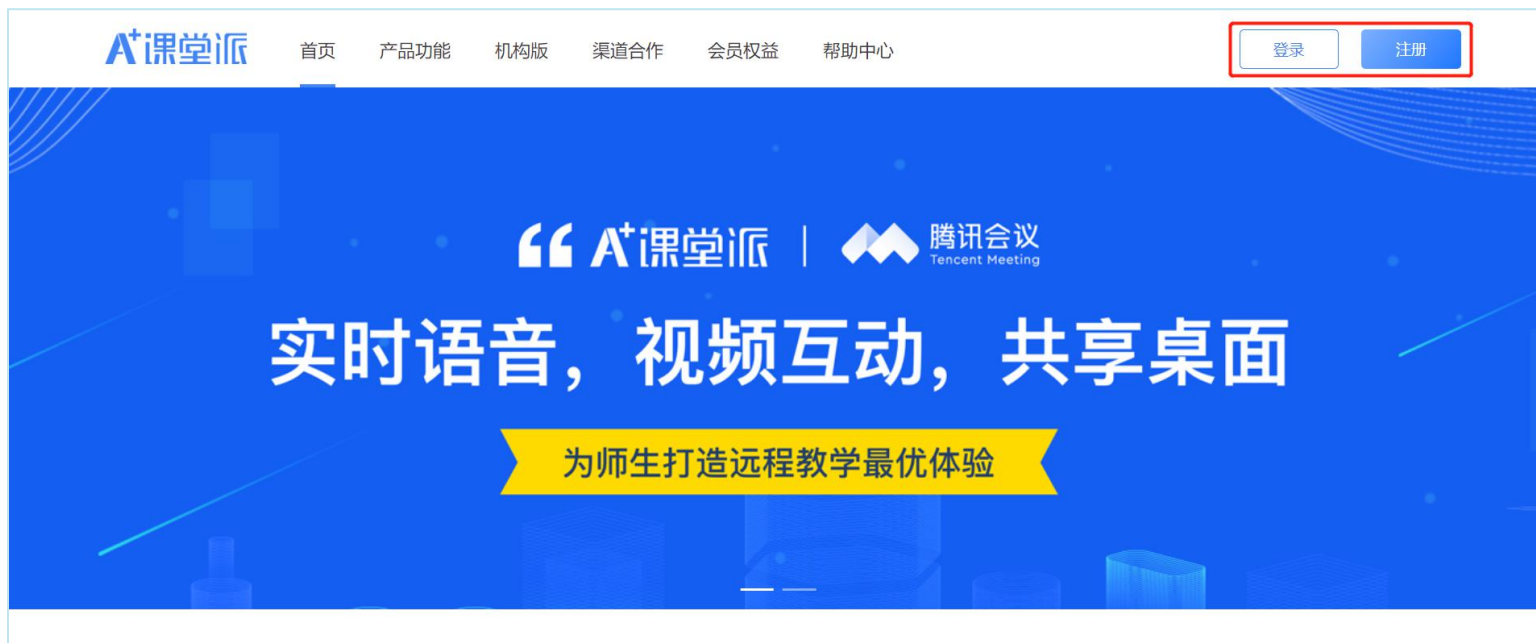 A+课堂派 首页 产品功能 机构版 渠道合作 会员权益 帮助中心 登录 注册
A+课堂派 腾讯会议
Tencent Meeting
实时语音，视频互动，共享桌面
为师生打造远程教学最优体验